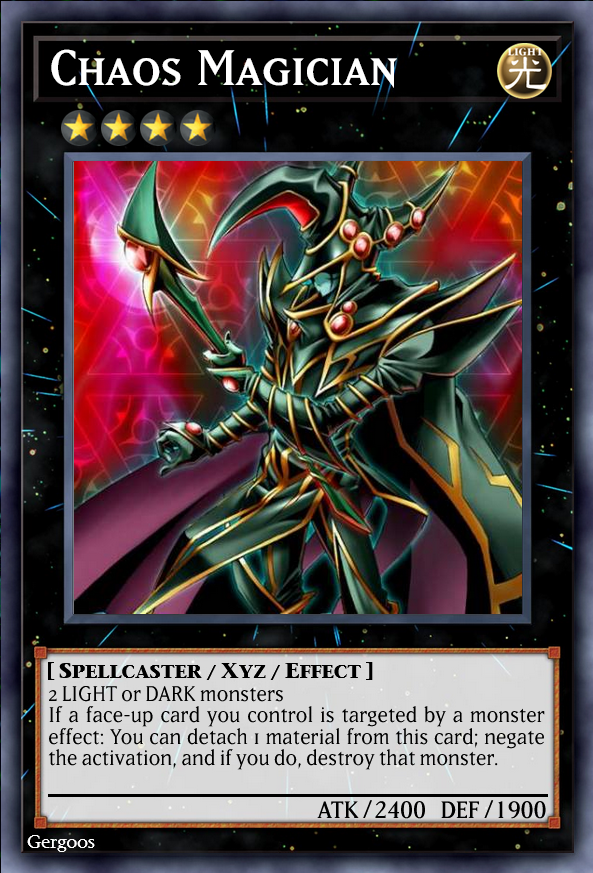 Chaos Magician
LIGHT
光
[ Spellcaster / Xyz / Effect ]
2 LIGHT or DARK monsters
If a face-up card you control is targeted by a monster
effect: You can detach 1 material from this card; negate
the activation, and if you do, destroy that monster.
ATK/2400 DEF/1900
Gergoos